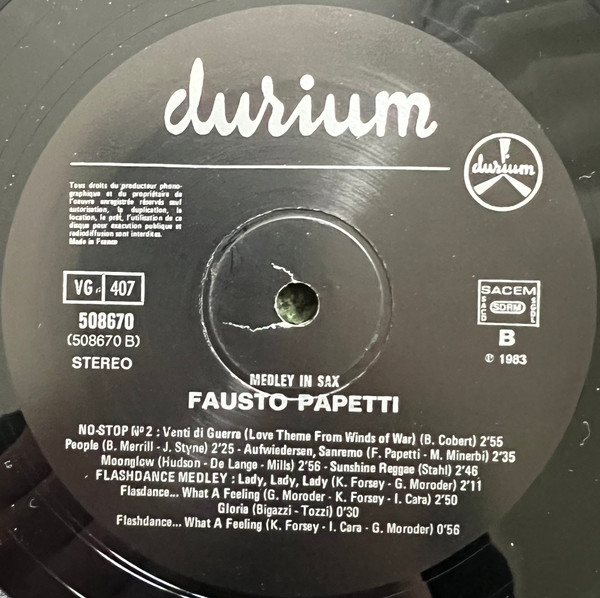 durium
durium
Tous droits du producteur phono-
graphique et du propriétaire de
l'oeuvre enregistrée réservés sauf
autorisation, la duplication, la
location, le prêt, l'utilisation de ce
disque pour exécution publique et
radiodiffusion sont interdites.
Made in France
VG 407
508670
(508670 B)
STEREO
SACEM
SACD SDRM SGDL
B
℗ 1983
MEDLEY IN SAX
FAUSTO PAPETTI
NO-STOP Nº 2 : Venti di Guerra (Love Theme From Winds of War) (B. Cobert) 2'55
People (B. Merrill - J. Styne) 2'25 - Aufwiedersen, Sanremo (F. Papetti - M. Minerbi) 2'35
Moonglow (Hudson - De Lange - Mills) 2'56 - Sunshine Reggae (Stahl) 2'46
FLASHDANCE MEDLEY : Lady, Lady, Lady (K. Forsey - G. Moroder) 2'11
Flasdance... What A Feeling (G. Moroder - K. Forsey - I. Cara) 2'50
Gloria (Bigazzi - Tozzi) 0'30
Flashdance... What A Feeling (K. Forsey - I. Cara - G. Moroder) 0'56